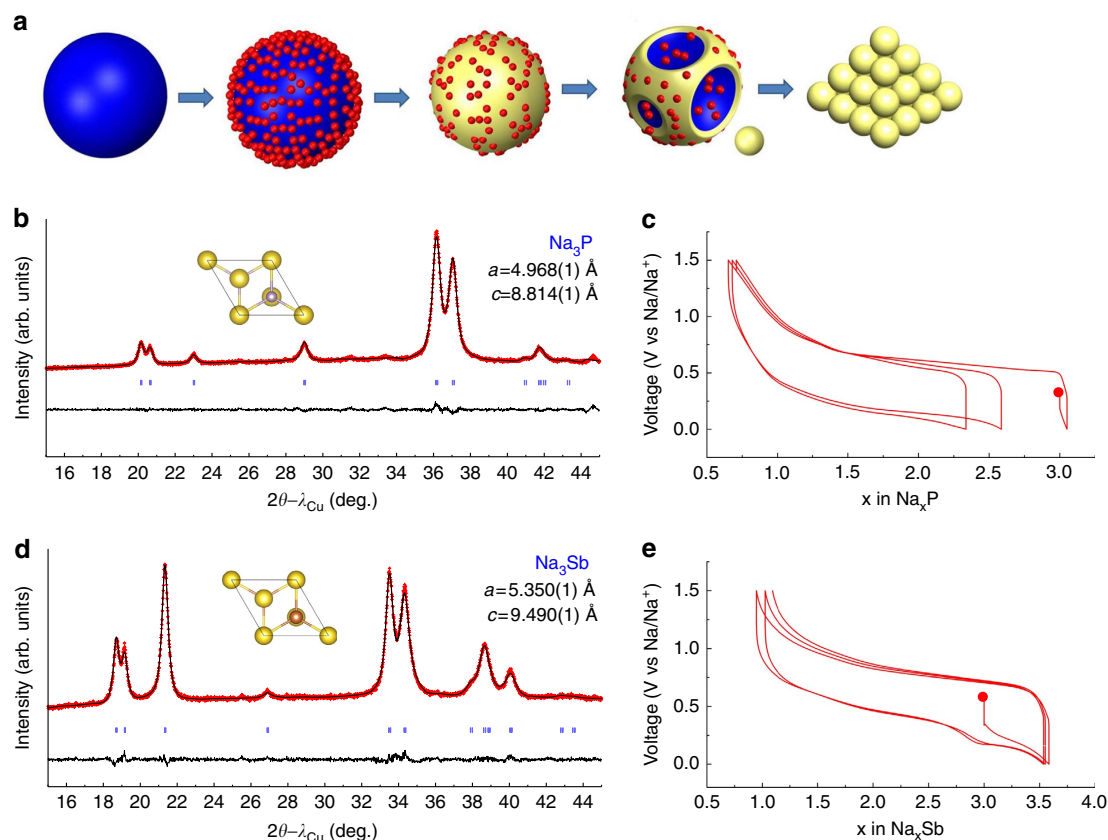 a
b
Na₃P
a=4.968(1) Å
c=8.814(1) Å
Intensity (arb. units)
16 18 20 22 24 26 28 30 32 34 36 38 40 42 44
2θ–λCu (deg.)
c
Voltage (V vs Na/Na⁺)
1.5
1.0
0.5
0.0
0.5 1.0 1.5 2.0 2.5 3.0
x in NaₓP
d
Na₃Sb
a=5.350(1) Å
c=9.490(1) Å
Intensity (arb. units)
16 18 20 22 24 26 28 30 32 34 36 38 40 42 44
2θ–λCu (deg.)
e
Voltage (V vs Na/Na⁺)
1.5
1.0
0.5
0.0
0.5 1.0 1.5 2.0 2.5 3.0 3.5 4.0
x in NaₓSb